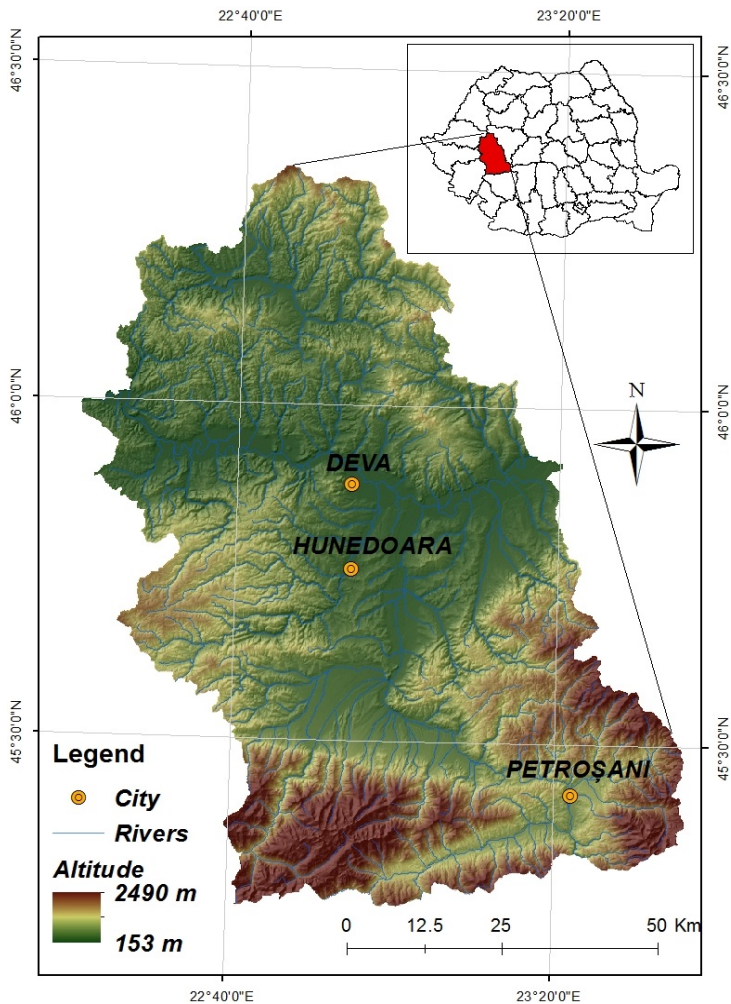 22°40'0"E
23°20'0"E
46°30'0"N
46°30'0"N
N
46°0'0"N
46°0'0"N
DEVA
HUNEDOARA
45°30'0"N
45°30'0"N
Legend
PETROȘANI
City
Rivers
Altitude
2490 m
153 m
0 12.5 25 50 Km
22°40'0"E
23°20'0"E